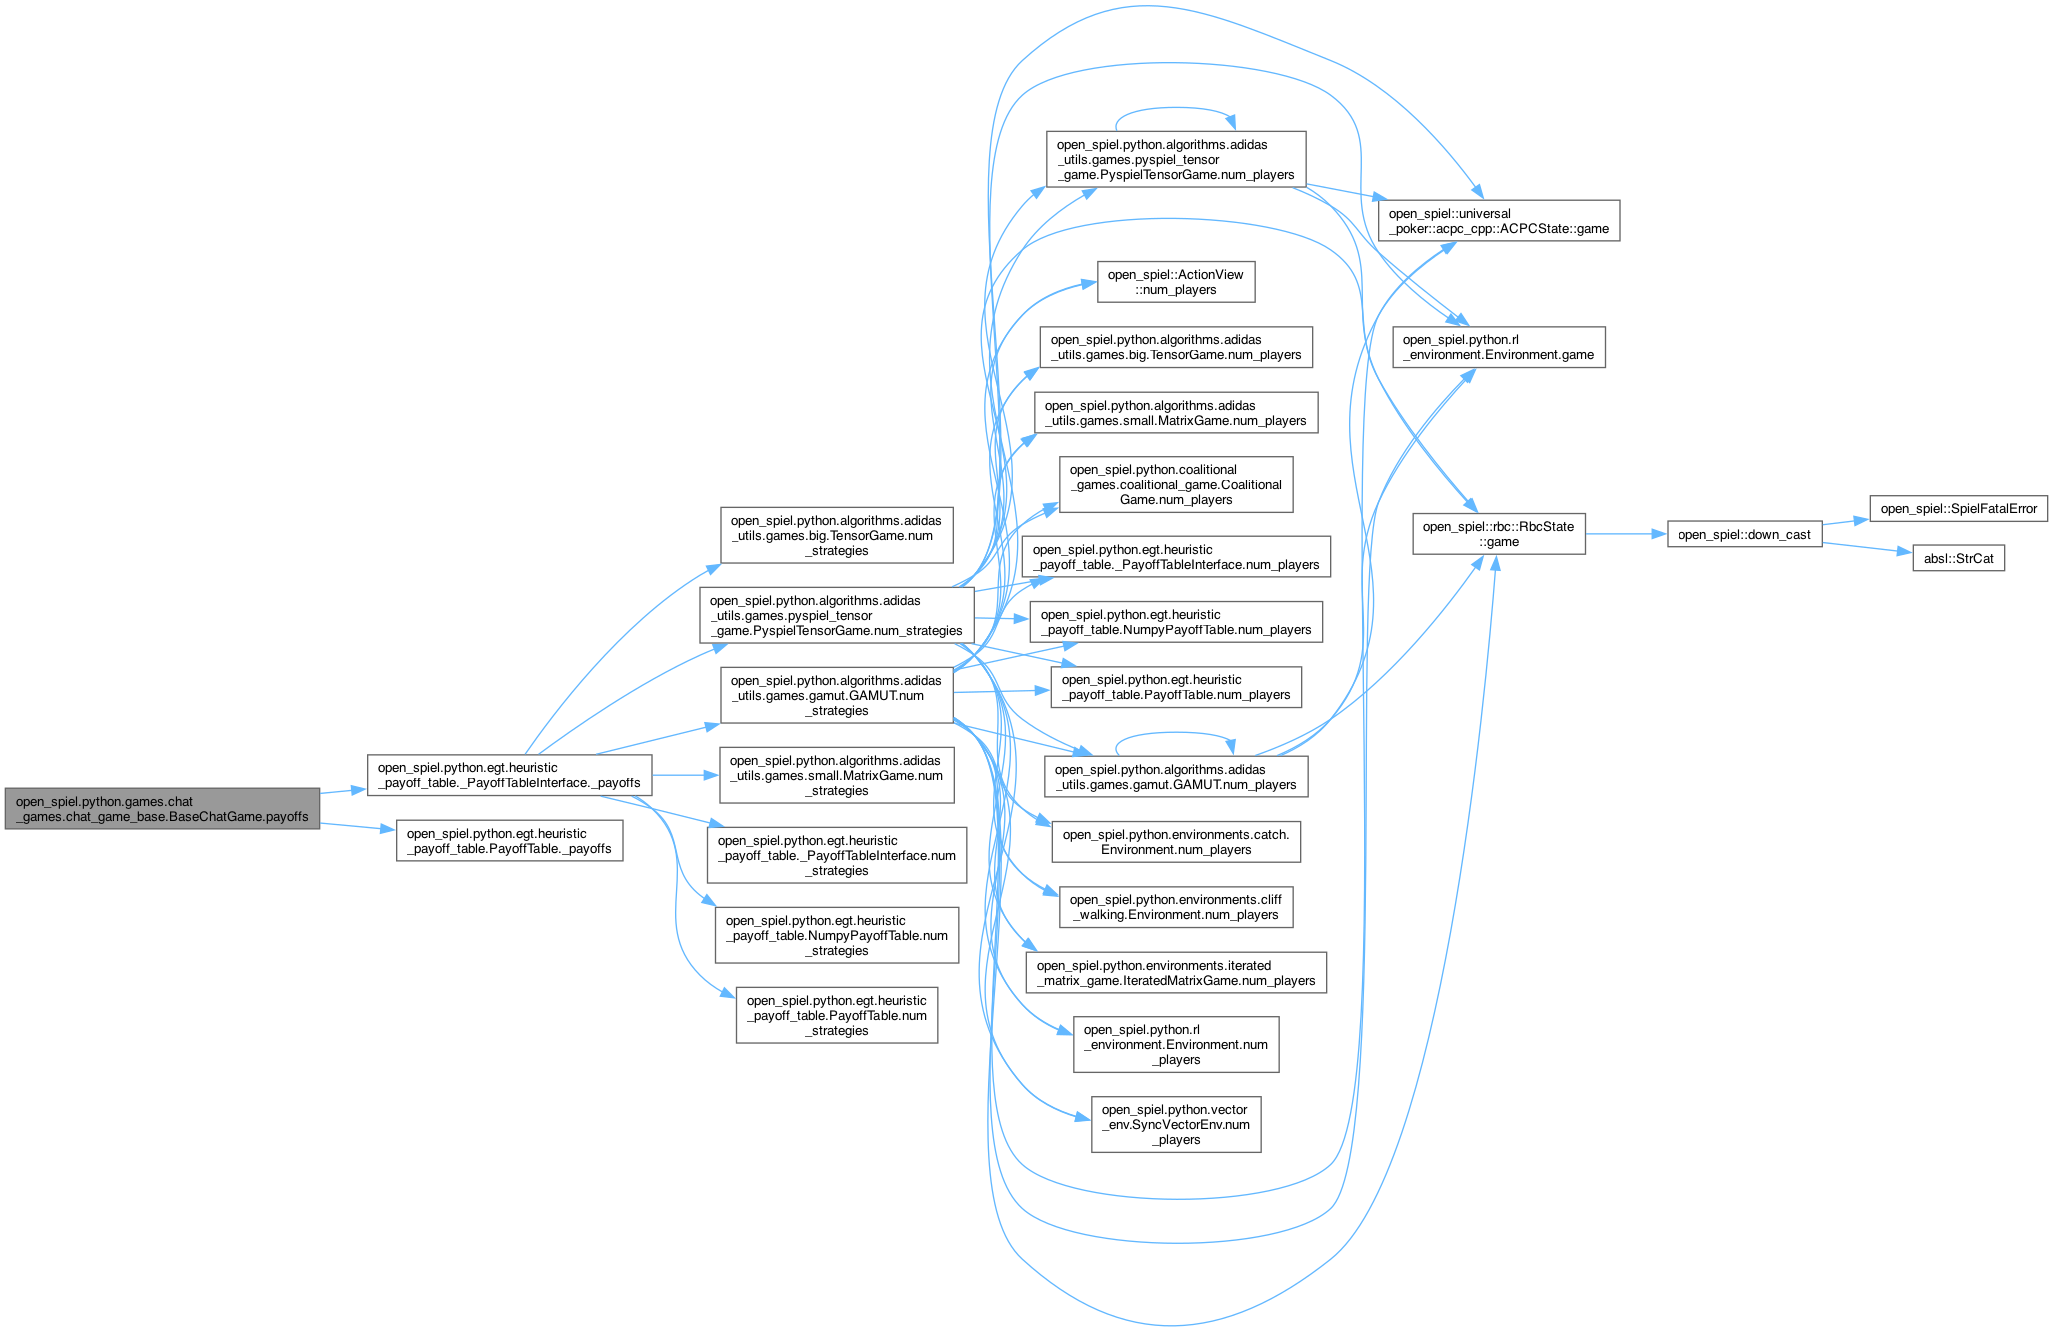 open_spiel.python.games.chat
_games.chat_game_base.BaseChatGame.payoffs
open_spiel.python.egt.heuristic
_payoff_table._PayoffTableInterface._payoffs
open_spiel.python.egt.heuristic
_payoff_table.PayoffTable._payoffs
open_spiel.python.algorithms.adidas
_utils.games.big.TensorGame.num
_strategies
open_spiel.python.algorithms.adidas
_utils.games.pyspiel_tensor
_game.PyspielTensorGame.num_strategies
open_spiel.python.algorithms.adidas
_utils.games.gamut.GAMUT.num
_strategies
open_spiel.python.algorithms.adidas
_utils.games.small.MatrixGame.num
_strategies
open_spiel.python.egt.heuristic
_payoff_table._PayoffTableInterface.num
_strategies
open_spiel.python.egt.heuristic
_payoff_table.NumpyPayoffTable.num
_strategies
open_spiel.python.egt.heuristic
_payoff_table.PayoffTable.num
_strategies
open_spiel.python.algorithms.adidas
_utils.games.pyspiel_tensor
_game.PyspielTensorGame.num_players
open_spiel::ActionView
::num_players
open_spiel.python.algorithms.adidas
_utils.games.big.TensorGame.num_players
open_spiel.python.algorithms.adidas
_utils.games.small.MatrixGame.num_players
open_spiel.python.coalitional
_games.coalitional_game.Coalitional
Game.num_players
open_spiel.python.egt.heuristic
_payoff_table._PayoffTableInterface.num_players
open_spiel.python.egt.heuristic
_payoff_table.NumpyPayoffTable.num_players
open_spiel.python.egt.heuristic
_payoff_table.PayoffTable.num_players
open_spiel.python.algorithms.adidas
_utils.games.gamut.GAMUT.num_players
open_spiel.python.environments.catch.
Environment.num_players
open_spiel.python.environments.cliff
_walking.Environment.num_players
open_spiel.python.environments.iterated
_matrix_game.IteratedMatrixGame.num_players
open_spiel.python.rl
_environment.Environment.num
_players
open_spiel.python.vector
_env.SyncVectorEnv.num
_players
open_spiel::universal
_poker::acpc_cpp::ACPCState::game
open_spiel.python.rl
_environment.Environment.game
open_spiel::rbc::RbcState
::game
open_spiel::down_cast
open_spiel::SpielFatalError
absl::StrCat